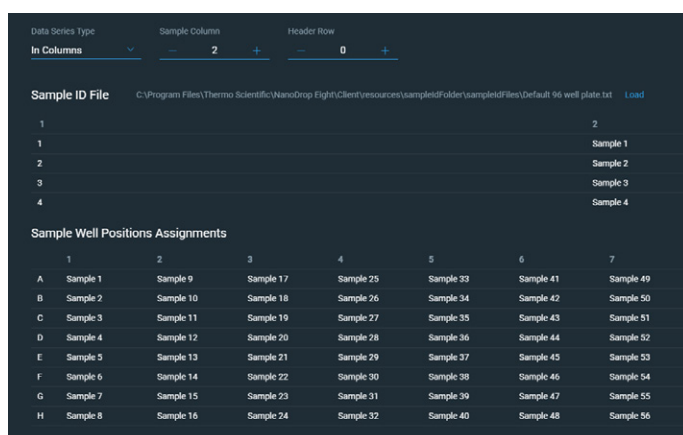 Data Series Type Sample Column Header Row
In Columns − 2 + − 0 +
Sample ID File C:\Program Files\Thermo Scientific\NanoDrop Eight\Client\resources\sampleIdFolder\sampleIdFiles\Default 96 well plate.txt Load
1 2
1 Sample 1
2 Sample 2
3 Sample 3
4 Sample 4
Sample Well Positions Assignments
1 2 3 4 5 6 7
A Sample 1 Sample 9 Sample 17 Sample 25 Sample 33 Sample 41 Sample 49
B Sample 2 Sample 10 Sample 18 Sample 26 Sample 34 Sample 42 Sample 50
C Sample 3 Sample 11 Sample 19 Sample 27 Sample 35 Sample 43 Sample 51
D Sample 4 Sample 12 Sample 20 Sample 28 Sample 36 Sample 44 Sample 52
E Sample 5 Sample 13 Sample 21 Sample 29 Sample 37 Sample 45 Sample 53
F Sample 6 Sample 14 Sample 22 Sample 30 Sample 38 Sample 46 Sample 54
G Sample 7 Sample 15 Sample 23 Sample 31 Sample 39 Sample 47 Sample 55
H Sample 8 Sample 16 Sample 24 Sample 32 Sample 40 Sample 48 Sample 56